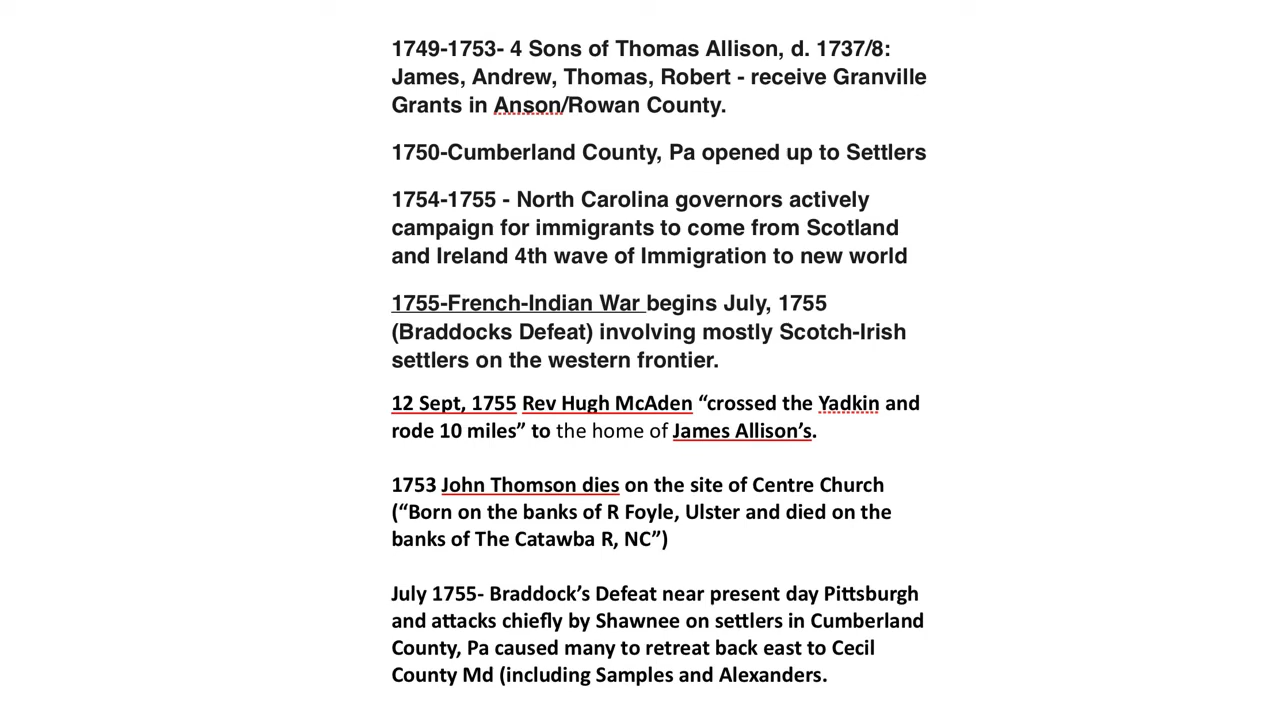 1749-1753- 4 Sons of Thomas Allison, d. 1737/8:
James, Andrew, Thomas, Robert - receive Granville
Grants in Anson/Rowan County.
1750-Cumberland County, Pa opened up to Settlers
1754-1755 - North Carolina governors actively
campaign for immigrants to come from Scotland
and Ireland 4th wave of Immigration to new world
1755-French-Indian War begins July, 1755
(Braddocks Defeat) involving mostly Scotch-Irish
settlers on the western frontier.
12 Sept, 1755 Rev Hugh McAden “crossed the Yadkin and
rode 10 miles” to the home of James Allison’s.
1753 John Thomson dies on the site of Centre Church
(“Born on the banks of R Foyle, Ulster and died on the
banks of The Catawba R, NC”)
July 1755- Braddock’s Defeat near present day Pittsburgh
and attacks chiefly by Shawnee on settlers in Cumberland
County, Pa caused many to retreat back east to Cecil
County Md (including Samples and Alexanders.